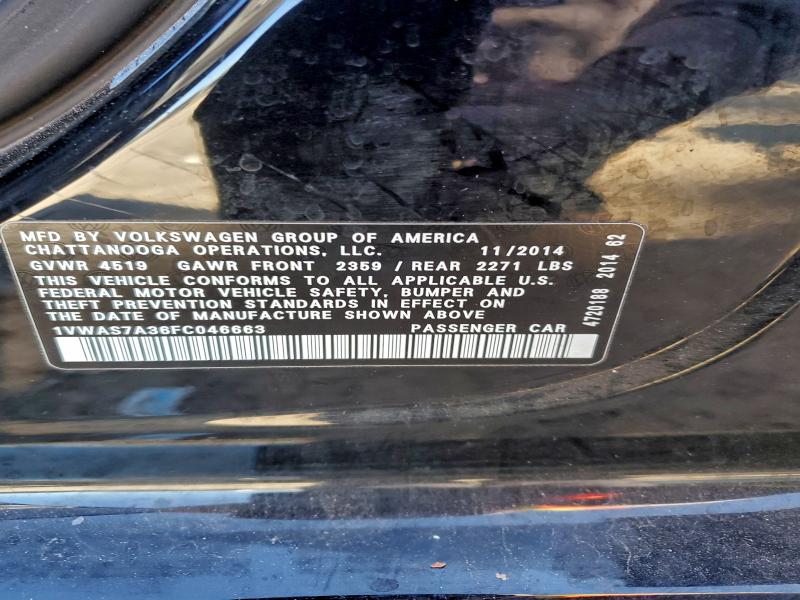 MFD BY VOLKSWAGEN GROUP OF AMERICA
CHATTANOOGA OPERATIONS, LLC. 11/2014
GVWR 4519 GAWR FRONT 2359 / REAR 2271 LBS
THIS VEHICLE CONFORMS TO ALL APPLICABLE U.S.
FEDERAL MOTOR VEHICLE SAFETY, BUMPER AND
THEFT PREVENTION STANDARDS IN EFFECT ON
THE DATE OF MANUFACTURE SHOWN ABOVE
1VWAS7A36FC046663 PASSENGER CAR
4720188 2014 62